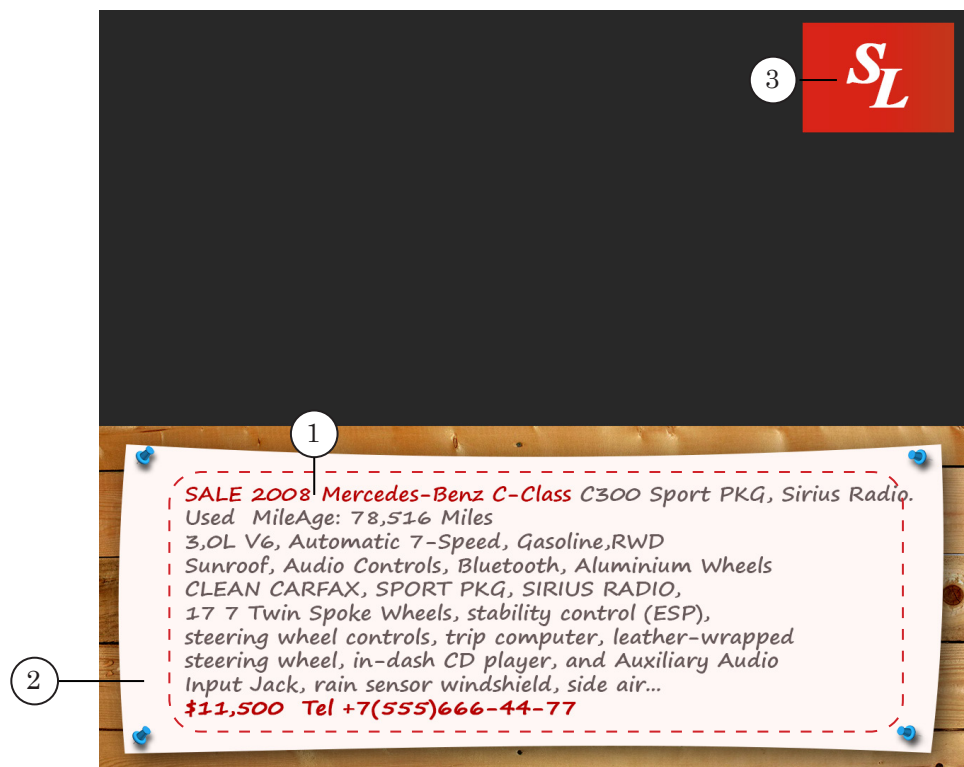 3
SL
1
SALE 2008 Mercedes-Benz C-Class C300 Sport PKG, Sirius Radio.
Used MileAge: 78,516 Miles
3,0L V6, Automatic 7-Speed, Gasoline,RWD
Sunroof, Audio Controls, Bluetooth, Aluminium Wheels
CLEAN CARFAX, SPORT PKG, SIRIUS RADIO,
17 7 Twin Spoke Wheels, stability control (ESP),
steering wheel controls, trip computer, leather-wrapped
steering wheel, in-dash CD player, and Auxiliary Audio
2
Input Jack, rain sensor windshield, side air...
$11,500 Tel +7(555)666-44-77